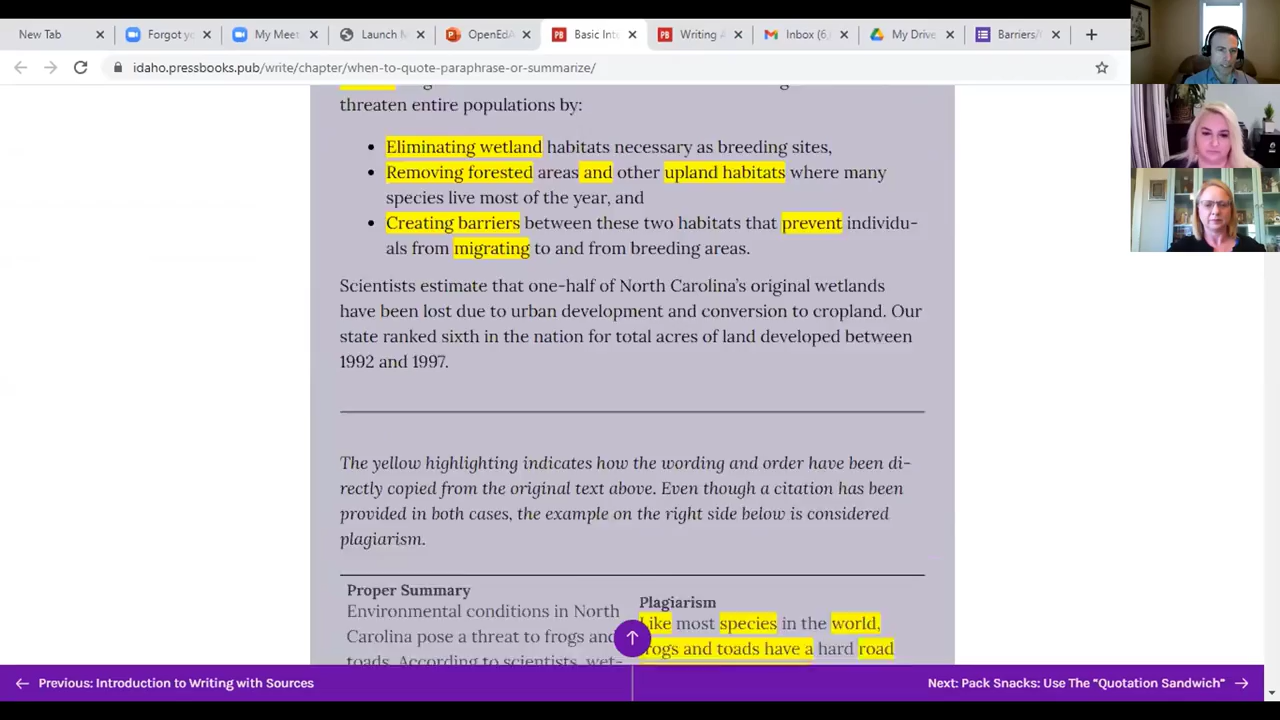 New Tab
Forgot yo
My Meet
Launch M
OpenEdA
Basic Int
Writing A
Inbox (6,
My Drive
Barriers/F
idaho.pressbooks.pub/write/chapter/when-to-quote-paraphrase-or-summarize/
threaten entire populations by:
• Eliminating wetland habitats necessary as breeding sites,
• Removing forested areas and other upland habitats where many
species live most of the year, and
• Creating barriers between these two habitats that prevent individu-
als from migrating to and from breeding areas.
Scientists estimate that one-half of North Carolina's original wetlands
have been lost due to urban development and conversion to cropland. Our
state ranked sixth in the nation for total acres of land developed between
1992 and 1997.
The yellow highlighting indicates how the wording and order have been di-
rectly copied from the original text above. Even though a citation has been
provided in both cases, the example on the right side below is considered
plagiarism.
Proper Summary
Environmental conditions in North
Carolina pose a threat to frogs and
toads. According to scientists, wet-
Plagiarism
Like most species in the world,
frogs and toads have a hard road
Previous: Introduction to Writing with Sources
Next: Pack Snacks: Use The “Quotation Sandwich”